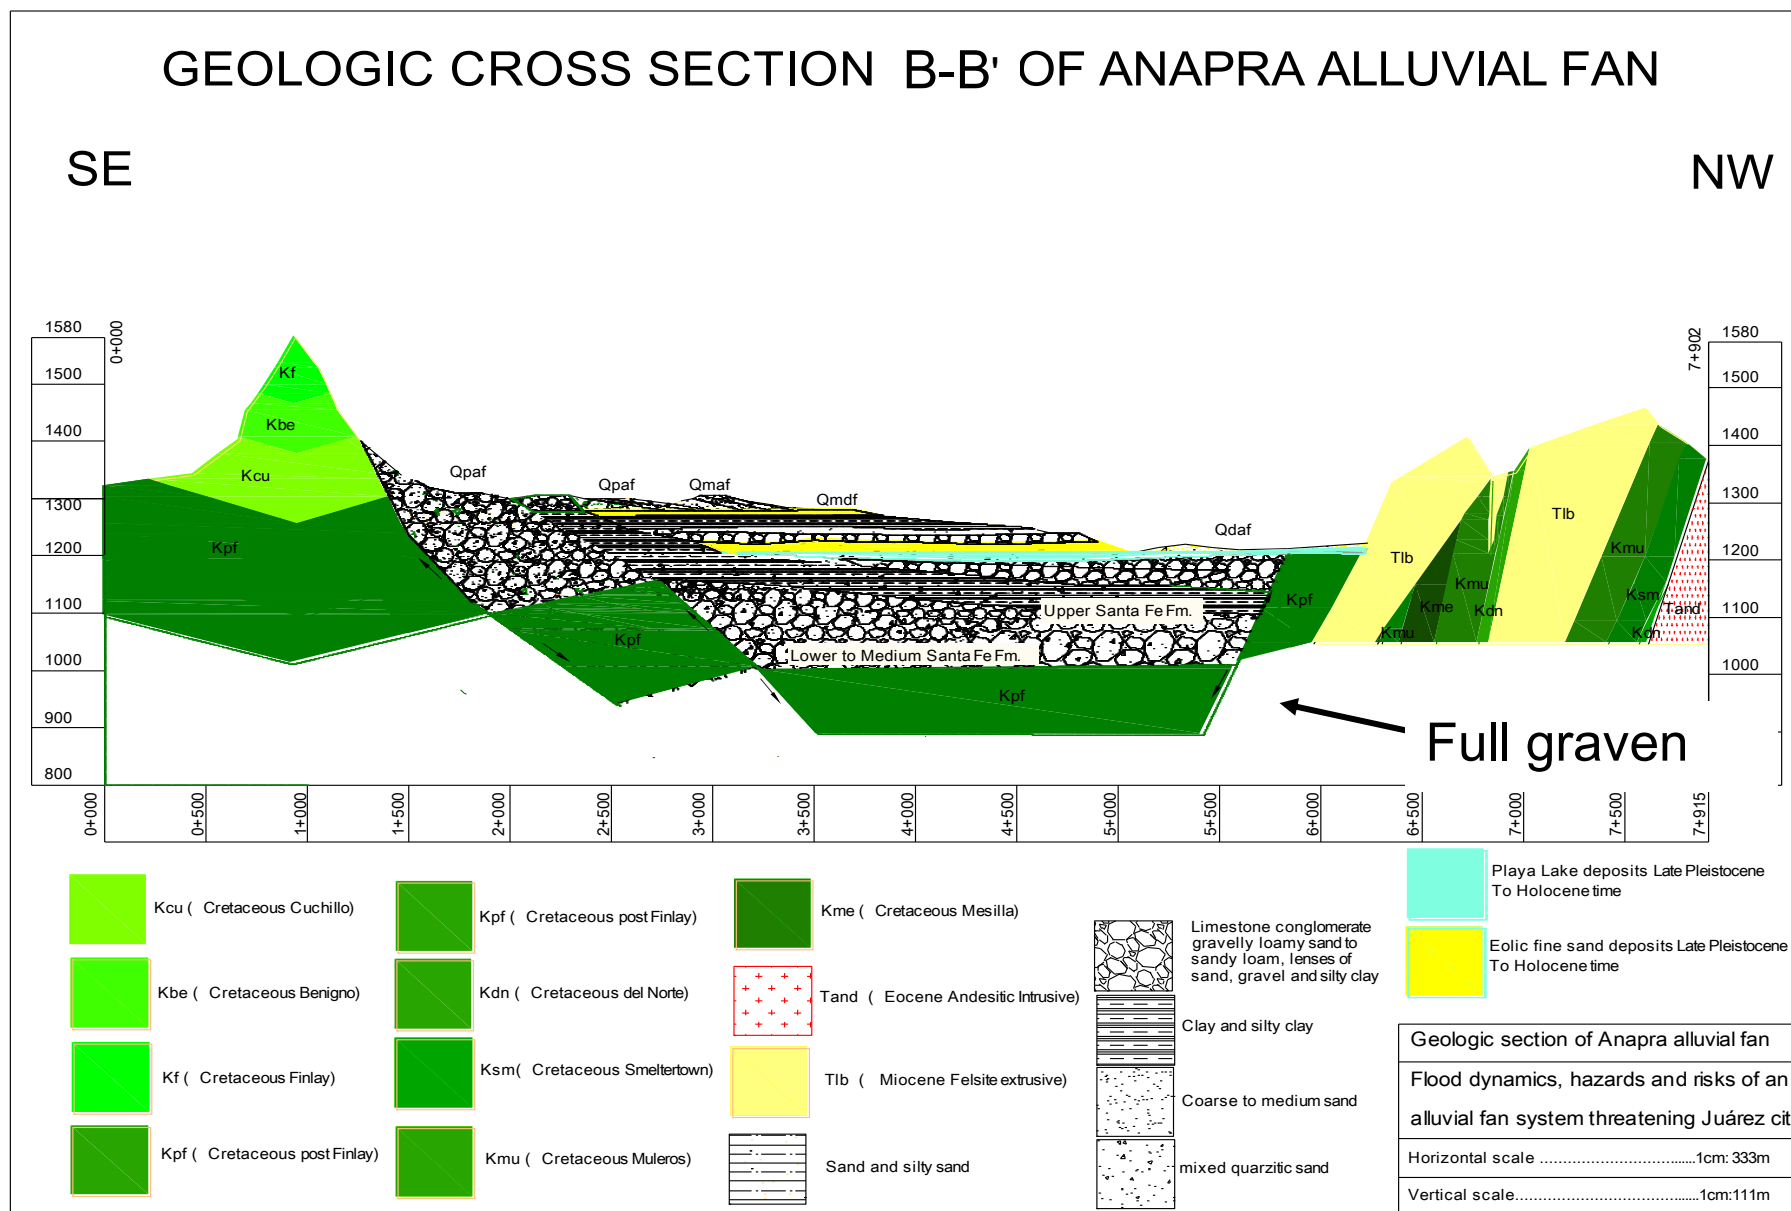 GEOLOGIC CROSS SECTION B-B' OF ANAPRA ALLUVIAL FAN
SE
NW
1580
1500
1400
1300
1200
1100
1000
900
800
0+000
7+902
1580
1500
1400
1300
1200
1100
1000
Kf
Kbe
Kcu
Kpf
Qpaf
Qpaf
Qmaf
Qmdf
Qdaf
Kpf
Kpf
Kpf
Upper Santa Fe Fm.
Lower to Medium Santa Fe Fm.
Tlb
Tlb
Kmu
Kme
Kmu
Kdn
Kmu
Ksm
Kdn
Tand
Full graven
0+000
0+500
1+000
1+500
2+000
2+500
3+000
3+500
4+000
4+500
5+000
5+500
6+000
6+500
7+000
7+500
7+915
Kcu ( Cretaceous Cuchillo)
Kbe ( Cretaceous Benigno)
Kf ( Cretaceous Finlay)
Kpf ( Cretaceous post Finlay)
Kpf ( Cretaceous post Finlay)
Kdn ( Cretaceous del Norte)
Ksm( Cretaceous Smeltertown)
Kmu ( Cretaceous Muleros)
Kme ( Cretaceous Mesilla)
Tand ( Eocene Andesitic Intrusive)
Tlb ( Miocene Felsite extrusive)
Sand and silty sand
Limestone conglomerate
gravelly loamy sand to
sandy loam, lenses of
sand, gravel and silty clay
Clay and silty clay
Coarse to medium sand
mixed quarzitic sand
Playa Lake deposits Late Pleistocene
To Holocene time
Eolic fine sand deposits Late Pleistocene
To Holocene time
Geologic section of Anapra alluvial fan
Flood dynamics, hazards and risks of an
alluvial fan system threatening Juárez cit
Horizontal scale ................................1cm: 333m
Vertical scale......................................1cm:111m